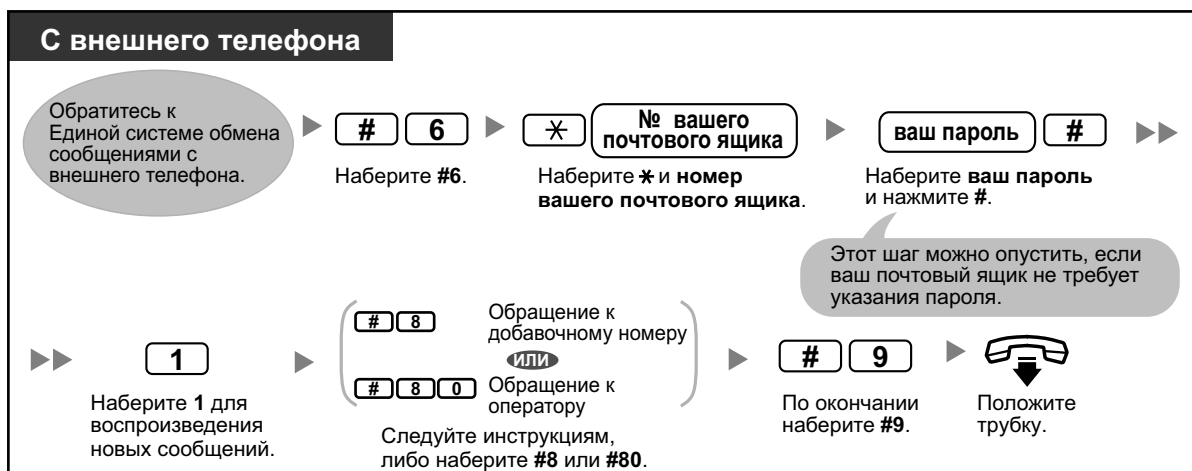 С внешнего телефона
Обратитесь к
Единой системе обмена
сообщениями с
внешнего телефона.
# 6
Наберите #6.
* № вашего
почтового ящика
Наберите * и номер
вашего почтового ящика.
ваш пароль #
Наберите ваш пароль
и нажмите #.
Этот шаг можно опустить, если
ваш почтовый ящик не требует
указания пароля.
1
Наберите 1 для
воспроизведения
новых сообщений.
# 8 Обращение к
добавочному номеру
или
# 8 0 Обращение к
оператору
Следуйте инструкциям,
либо наберите #8 или #80.
# 9
По окончании
наберите #9.
Положите
трубку.